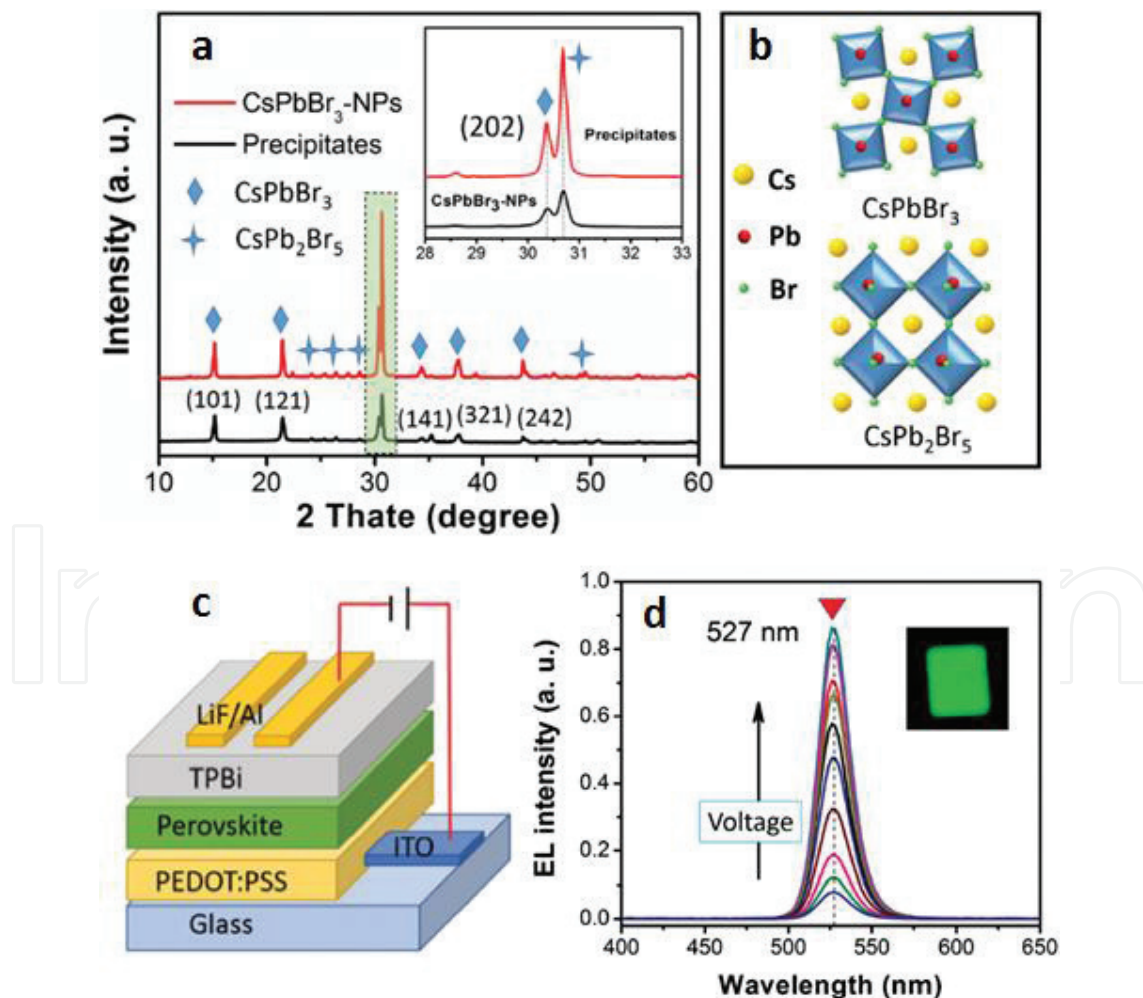 a
CsPbBr₃-NPs
Precipitates
CsPbBr₃
CsPb₂Br₅
(202)
Precipitates
CsPbBr₃-NPs
28 29 30 31 32 33
Intensity (a. u.)
(101) (121) (141) (321) (242)
10 20 30 40 50 60
2 Thate (degree)
b
Cs
Pb
Br
CsPbBr₃
CsPb₂Br₅
c
LiF/Al
TPBi
Perovskite
ITO
PEDOT:PSS
Glass
d
527 nm
Voltage
EL intensity (a. u.)
1.0
0.8
0.6
0.4
0.2
0.0
400 450 500 550 600 650
Wavelength (nm)